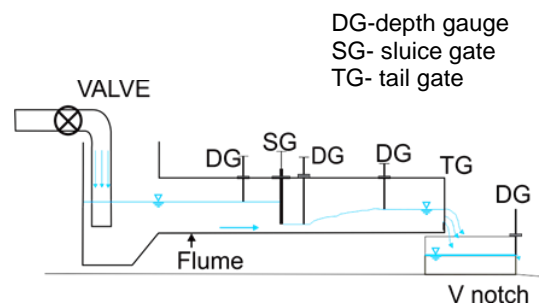 DG-depth gauge
SG- sluice gate
TG- tail gate
VALVE
DG SG DG DG TG
DG
Flume
V notch